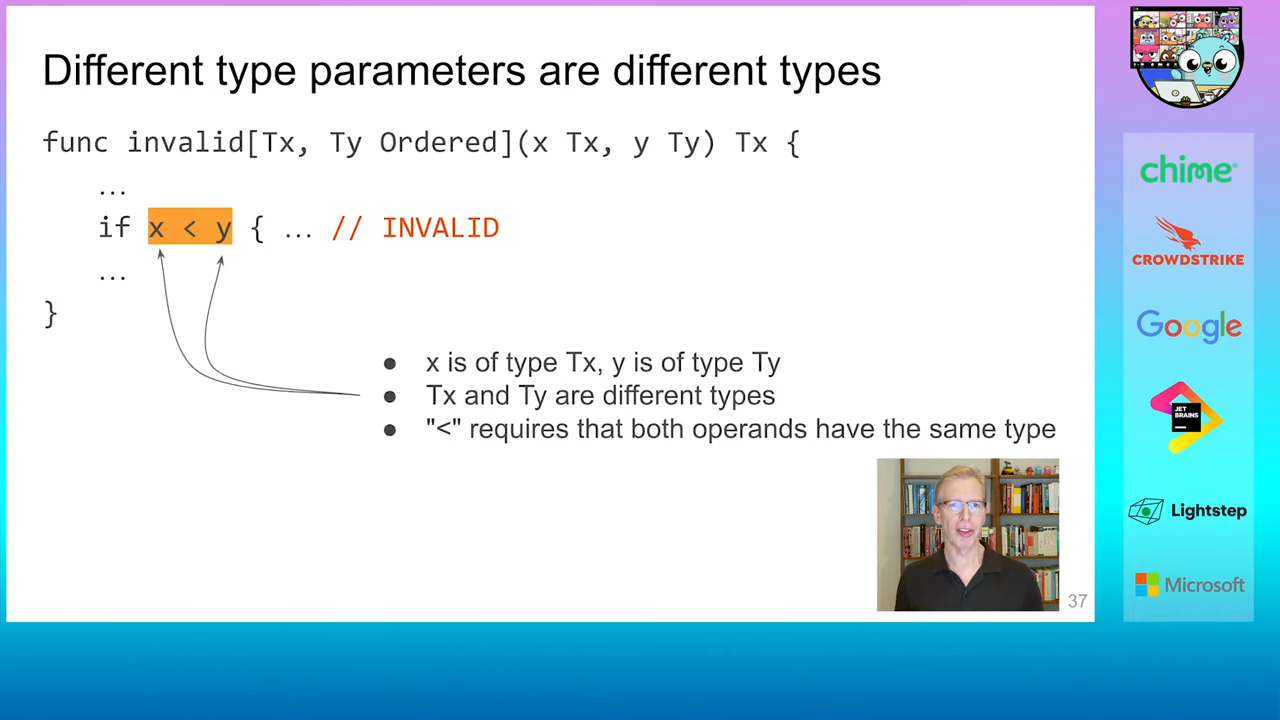 Different type parameters are different types
func invalid[Tx, Ty Ordered](x Tx, y Ty) Tx {
…
if x < y { … // INVALID
…
}
● x is of type Tx, y is of type Ty
● Tx and Ty are different types
● "<" requires that both operands have the same type
37
chime®
CROWDSTRIKE
Google
JET
BRAINS
Lightstep
Microsoft